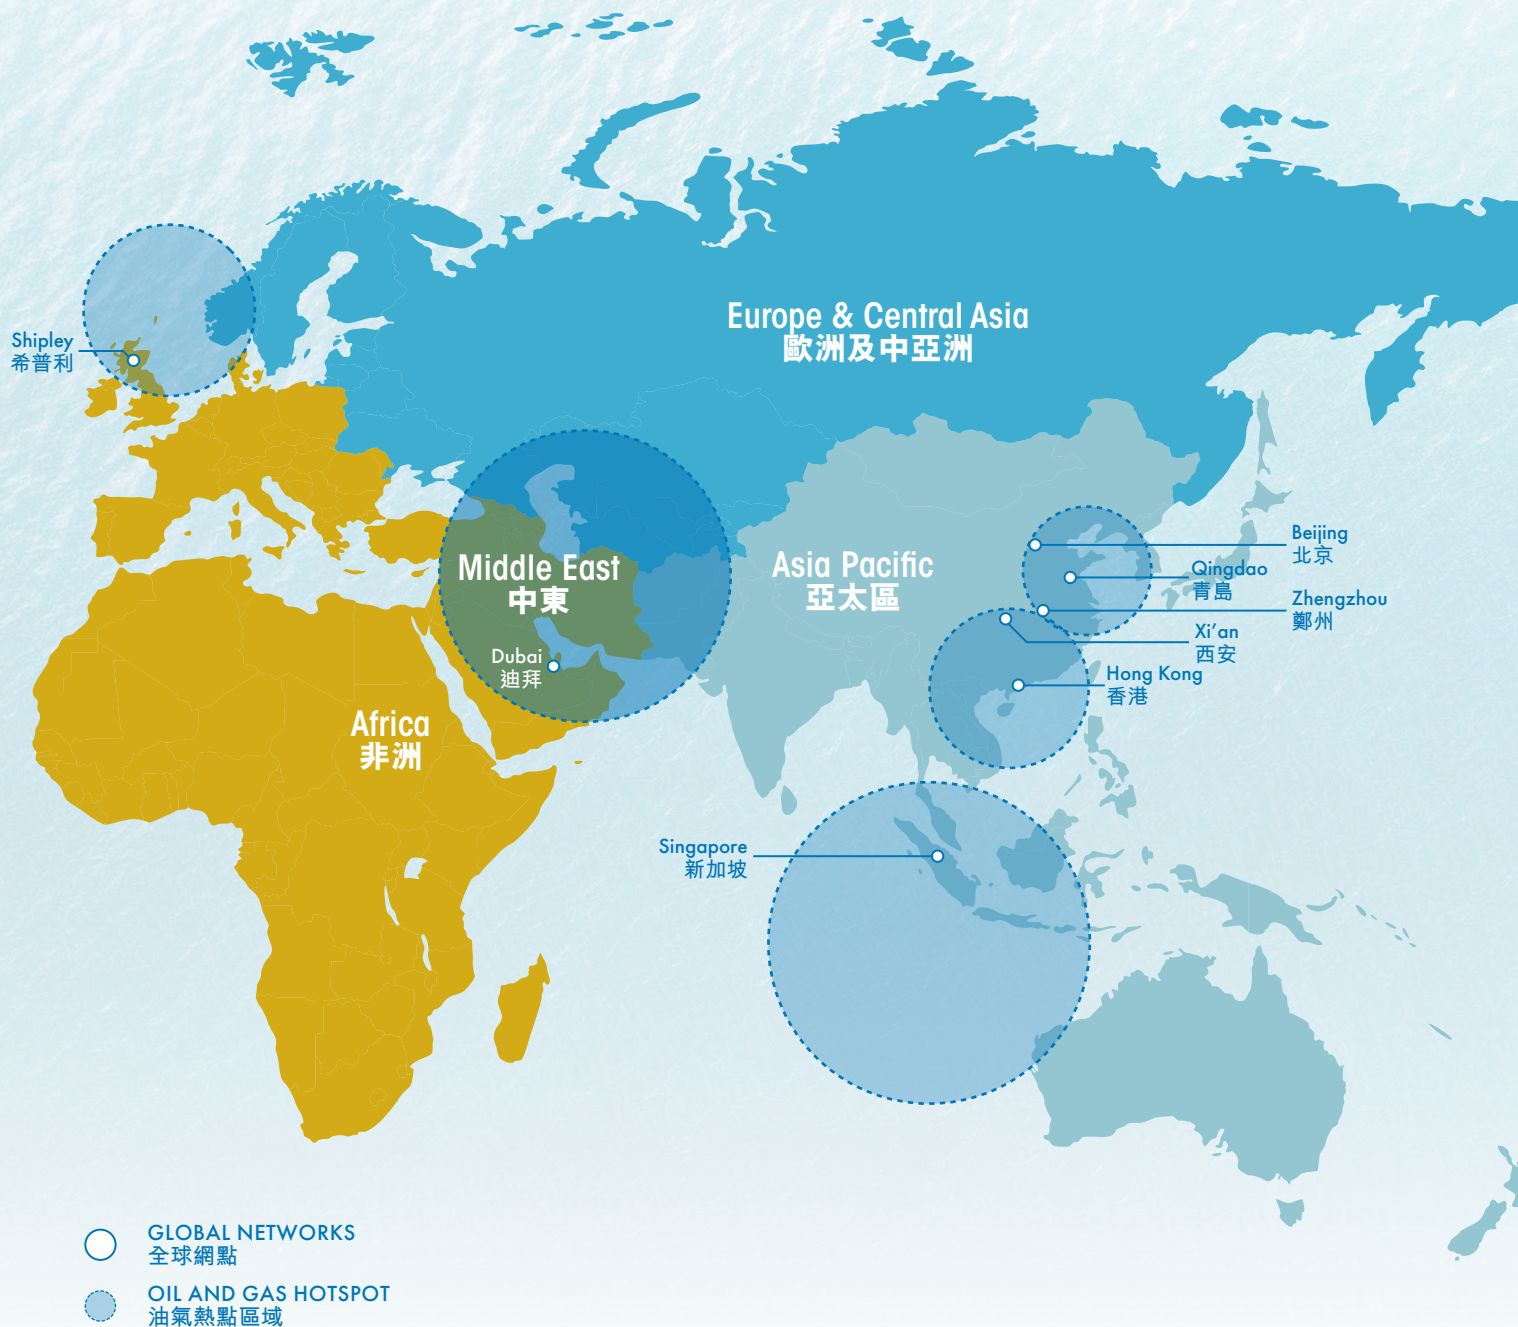 Europe & Central Asia
歐洲及中亞洲
Shipley
希普利
Beijing
北京
Middle East
中東
Asia Pacific
亞太區
Qingdao
青島
Zhengzhou
鄭州
Xi'an
西安
Dubai
迪拜
Hong Kong
香港
Africa
非洲
Singapore
新加坡
GLOBAL NETWORKS
全球網點
OIL AND GAS HOTSPOT
油氣熱點區域